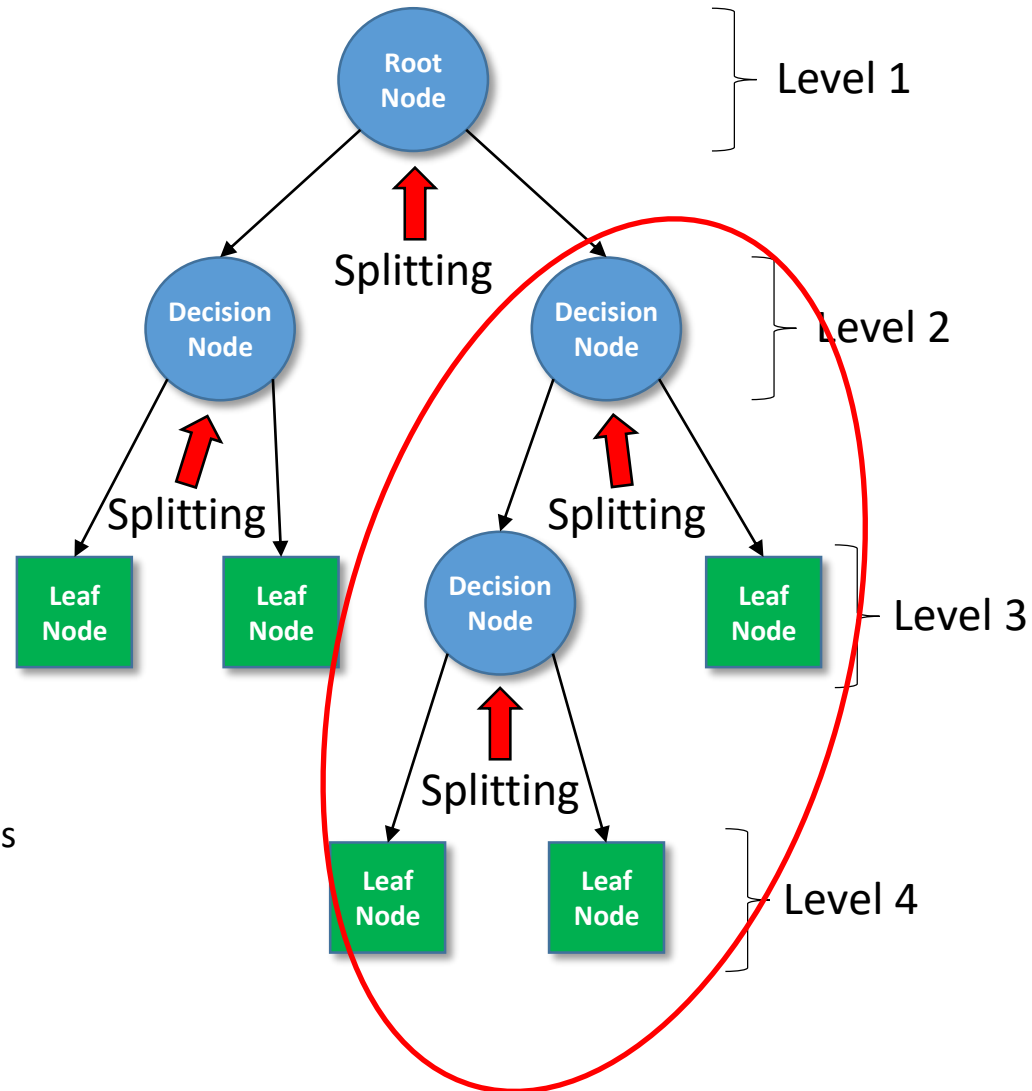 Root
Node
Level 1
Splitting
Decision
Node
Decision
Node
Level 2
Splitting
Splitting
Leaf
Node
Leaf
Node
Decision
Node
Leaf
Node
Level 3
Splitting
s
Leaf
Node
Leaf
Node
Level 4